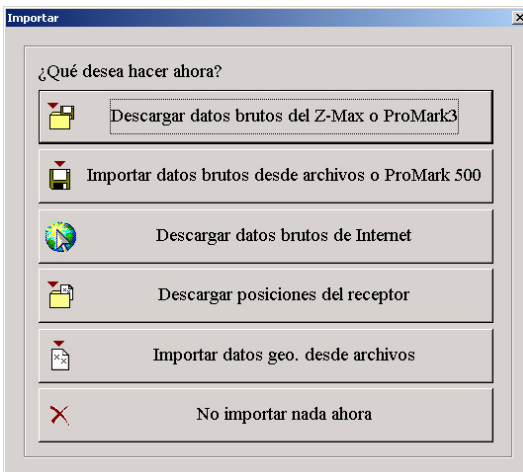 Importar
¿Qué desea hacer ahora?
Descargar datos brutos del Z-Max o ProMark3
Importar datos brutos desde archivos o ProMark 500
Descargar datos brutos de Internet
Descargar posiciones del receptor
Importar datos geo. desde archivos
No importar nada ahora